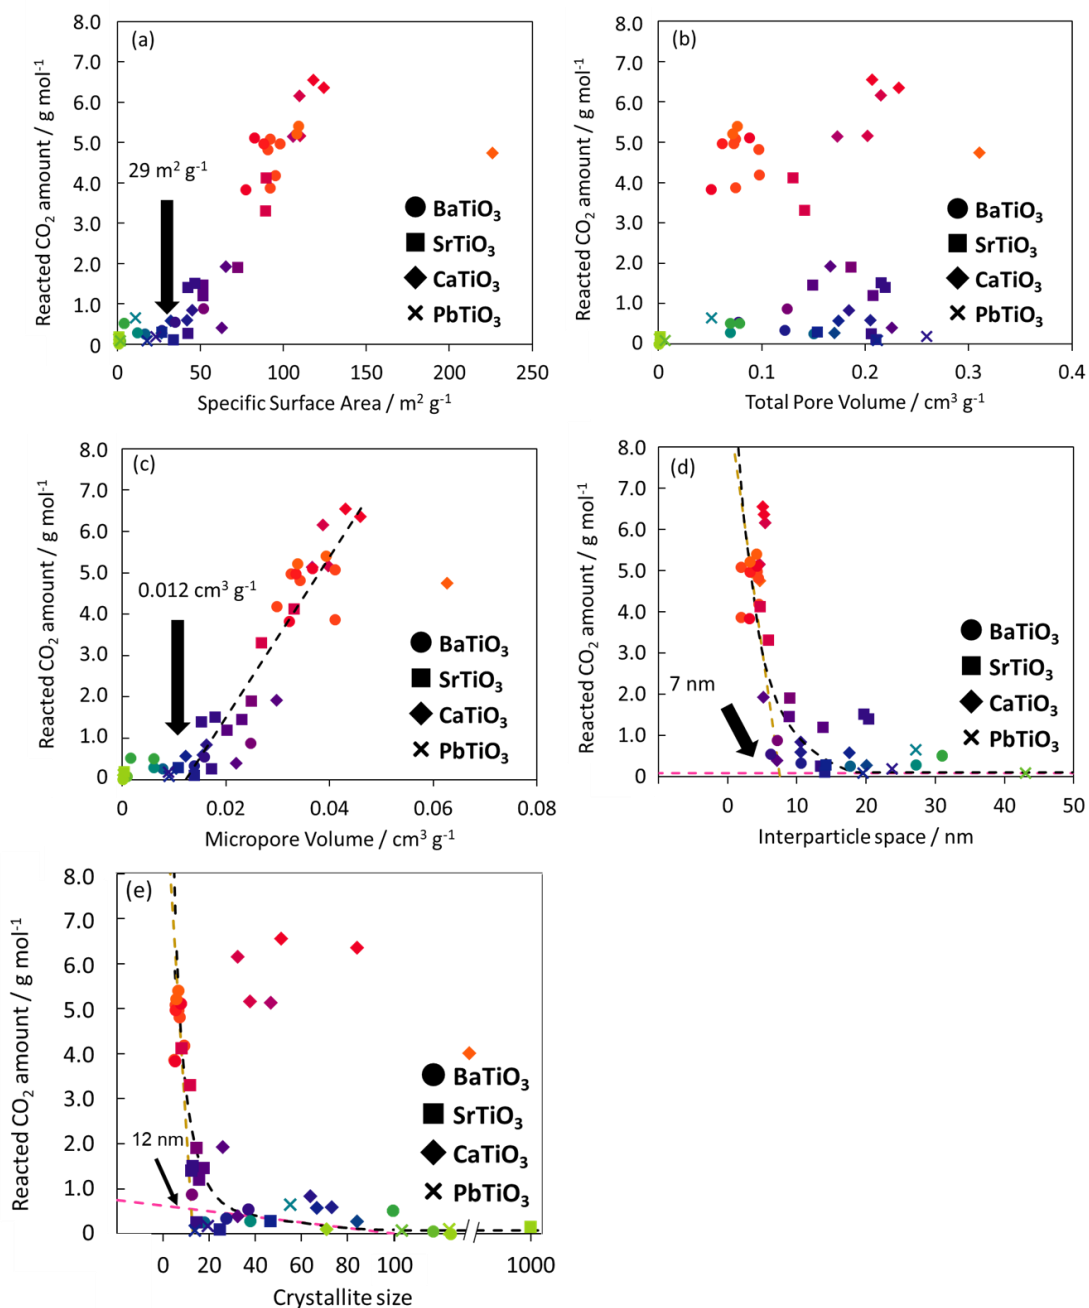 (a)
8.0
7.0
6.0
5.0
4.0
3.0
2.0
1.0
0
Reacted CO₂ amount / g mol⁻¹
29 m² g⁻¹
BaTiO₃
SrTiO₃
CaTiO₃
PbTiO₃
0 50 100 150 200 250
Specific Surface Area / m² g⁻¹
(b)
8.0
7.0
6.0
5.0
4.0
3.0
2.0
1.0
0
Reacted CO₂ amount / g mol⁻¹
BaTiO₃
SrTiO₃
CaTiO₃
PbTiO₃
0 0.1 0.2 0.3 0.4
Total Pore Volume / cm³ g⁻¹
(c)
8.0
7.0
6.0
5.0
4.0
3.0
2.0
1.0
0
Reacted CO₂ amount / g mol⁻¹
0.012 cm³ g⁻¹
BaTiO₃
SrTiO₃
CaTiO₃
PbTiO₃
0 0.02 0.04 0.06 0.08
Micropore Volume / cm³ g⁻¹
(d)
8.0
7.0
6.0
5.0
4.0
3.0
2.0
1.0
0
Reacted CO₂ amount / g mol⁻¹
7 nm
BaTiO₃
SrTiO₃
CaTiO₃
PbTiO₃
0 10 20 30 40 50
Interparticle space / nm
(e)
8.0
7.0
6.0
5.0
4.0
3.0
2.0
1.0
0
Reacted CO₂ amount / g mol⁻¹
12 nm
BaTiO₃
SrTiO₃
CaTiO₃
PbTiO₃
0 20 40 60 80 100 1000
Crystallite size